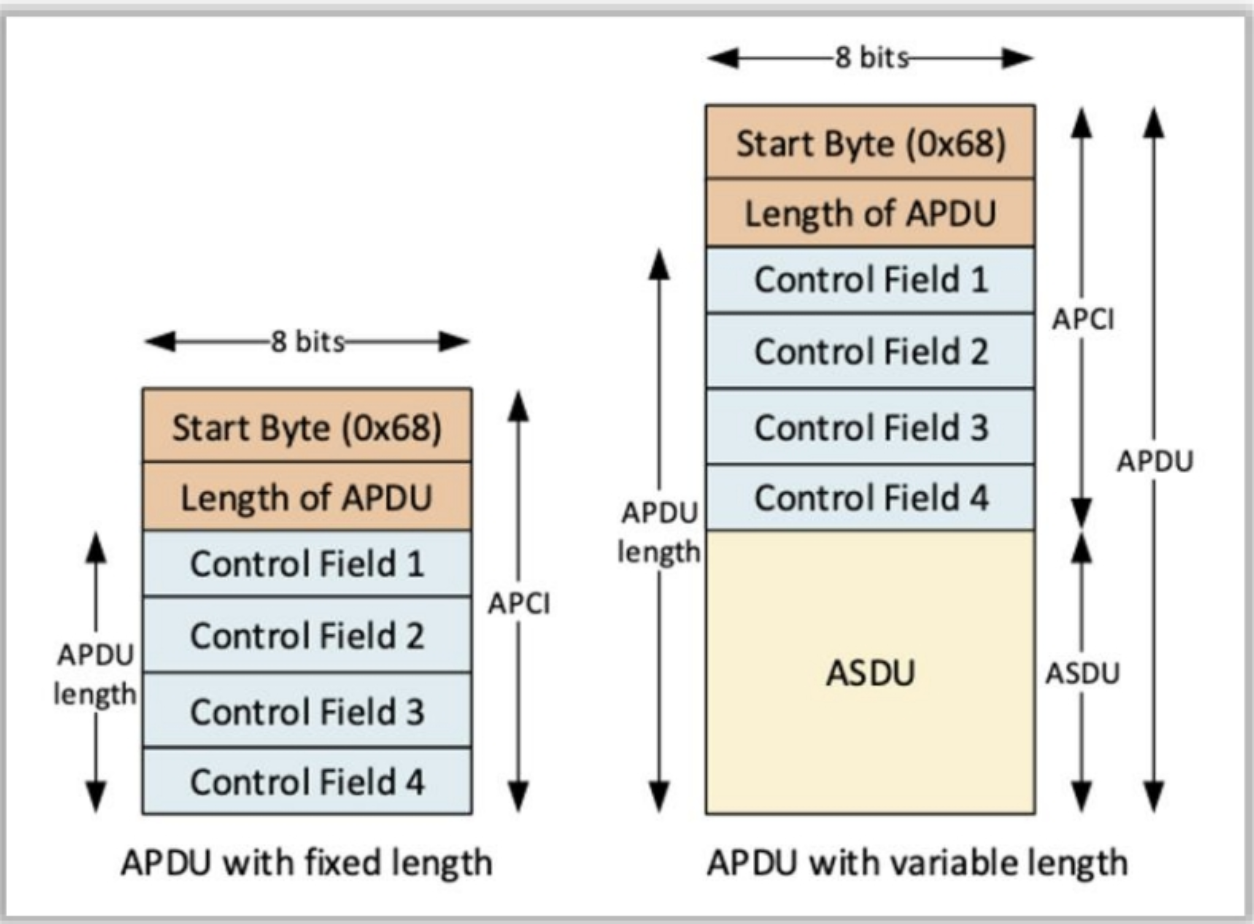 8 bits
Start Byte (0x68)
Length of APDU
Control Field 1
Control Field 2
Control Field 3
Control Field 4
APDU
length
APCI
APDU with fixed length
8 bits
Start Byte (0x68)
Length of APDU
Control Field 1
Control Field 2
Control Field 3
Control Field 4
ASDU
APDU
length
APCI
ASDU
APDU
APDU with variable length